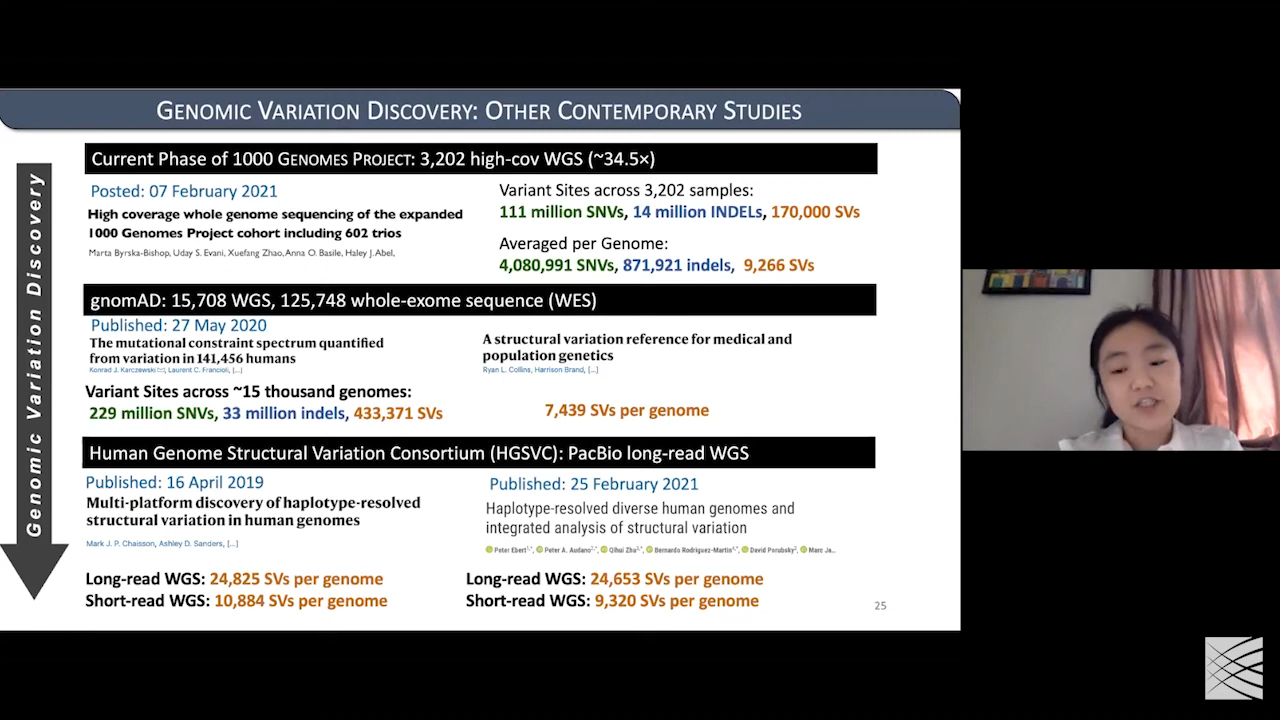 GENOMIC VARIATION DISCOVERY: OTHER CONTEMPORARY STUDIES
Genomic Variation Discovery
Current Phase of 1000 GENOMES PROJECT: 3,202 high-cov WGS (~34.5×)
Posted: 07 February 2021
High coverage whole genome sequencing of the expanded
1000 Genomes Project cohort including 602 trios
Marta Byrska-Bishop, Uday S. Evani, Xuefang Zhao, Anna O. Basile, Haley J. Abel,
Variant Sites across 3,202 samples:
111 million SNVs, 14 million INDELs, 170,000 SVs
Averaged per Genome:
4,080,991 SNVs, 871,921 indels, 9,266 SVs
gnomAD: 15,708 WGS, 125,748 whole-exome sequence (WES)
Published: 27 May 2020
The mutational constraint spectrum quantified
from variation in 141,456 humans
Konrad J. Karczewski, Laurent C. Francioli, [...]
A structural variation reference for medical and
population genetics
Ryan L. Collins, Harrison Brand, [...]
Variant Sites across ~15 thousand genomes:
229 million SNVs, 33 million indels, 433,371 SVs
7,439 SVs per genome
Human Genome Structural Variation Consortium (HGSVC): PacBio long-read WGS
Published: 16 April 2019
Multi-platform discovery of haplotype-resolved
structural variation in human genomes
Mark J. P. Chaisson, Ashley D. Sanders, [...]
Published: 25 February 2021
Haplotype-resolved diverse human genomes and
integrated analysis of structural variation
Peter Ebert1,*, Peter A. Audano2,*, Qihui Zhu3,*, Bernardo Rodriguez-Martin4,*, David Porubsky2, Marc Ja...
Long-read WGS: 24,825 SVs per genome
Short-read WGS: 10,884 SVs per genome
Long-read WGS: 24,653 SVs per genome
Short-read WGS: 9,320 SVs per genome
25